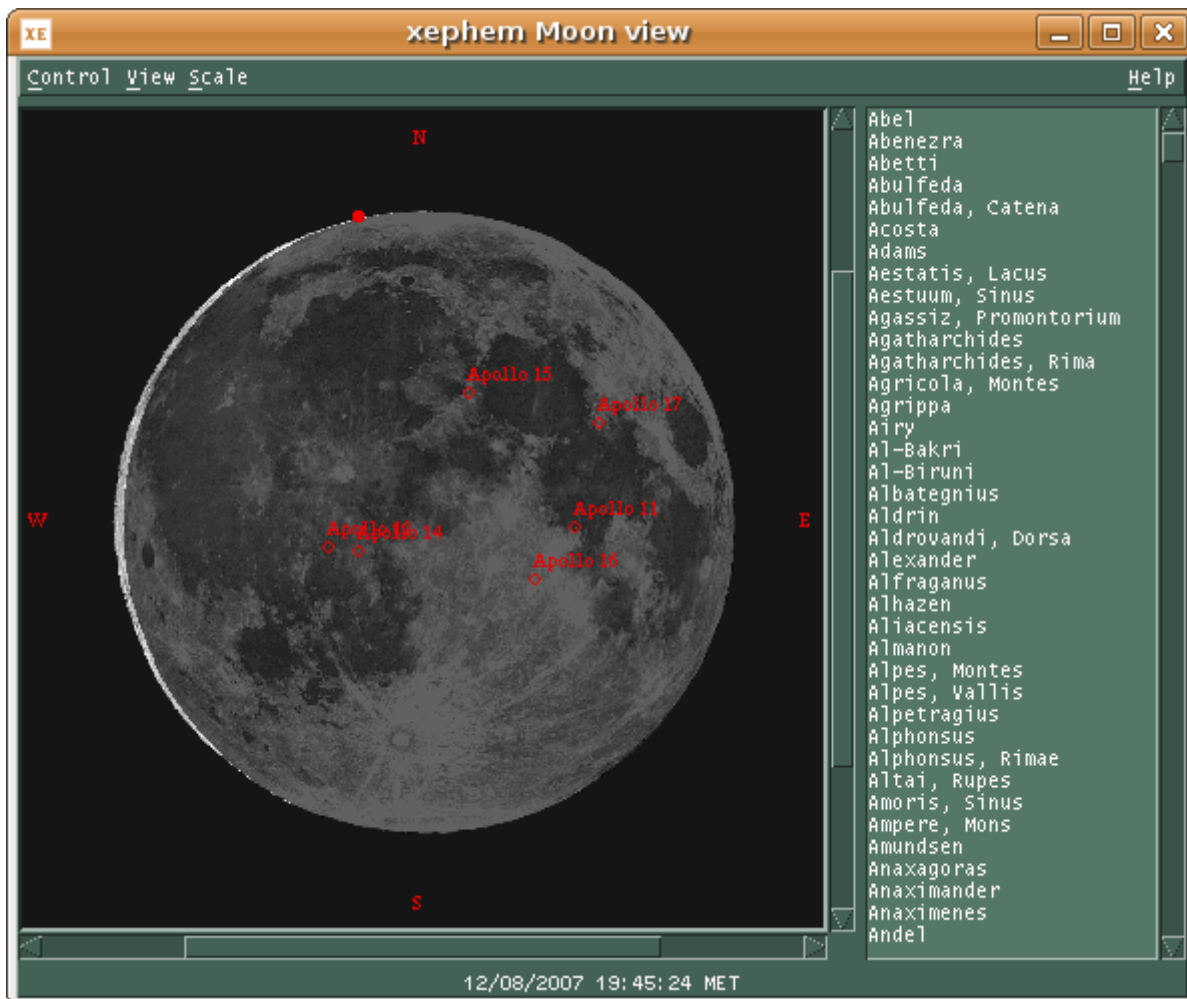 XE xephem Moon view
Control View Scale Help
N
Apollo 15
Apollo 17
W
Apollo 11
E
Apollo 14
Apollo 16
S
Abel
Abenezra
Abetti
Abulfeda
Abulfeda, Catena
Acosta
Adams
Aestatis, Lacus
Aestuum, Sinus
Agassiz, Promontorium
Agatharchides
Agatharchides, Rima
Agricola, Montes
Agrippa
Airy
Al-Bakri
Al-Biruni
Albategnius
Aldrin
Aldrovandi, Dorsa
Alexander
Alfraganus
Alhazen
Aliacensis
Almanon
Alpes, Montes
Alpes, Vallis
Alpetragius
Alphonsus
Alphonsus, Rimae
Altai, Rupes
Amoris, Sinus
Ampere, Mons
Amundsen
Anaxagoras
Anaximander
Anaximenes
Andel
12/08/2007 19:45:24 MET